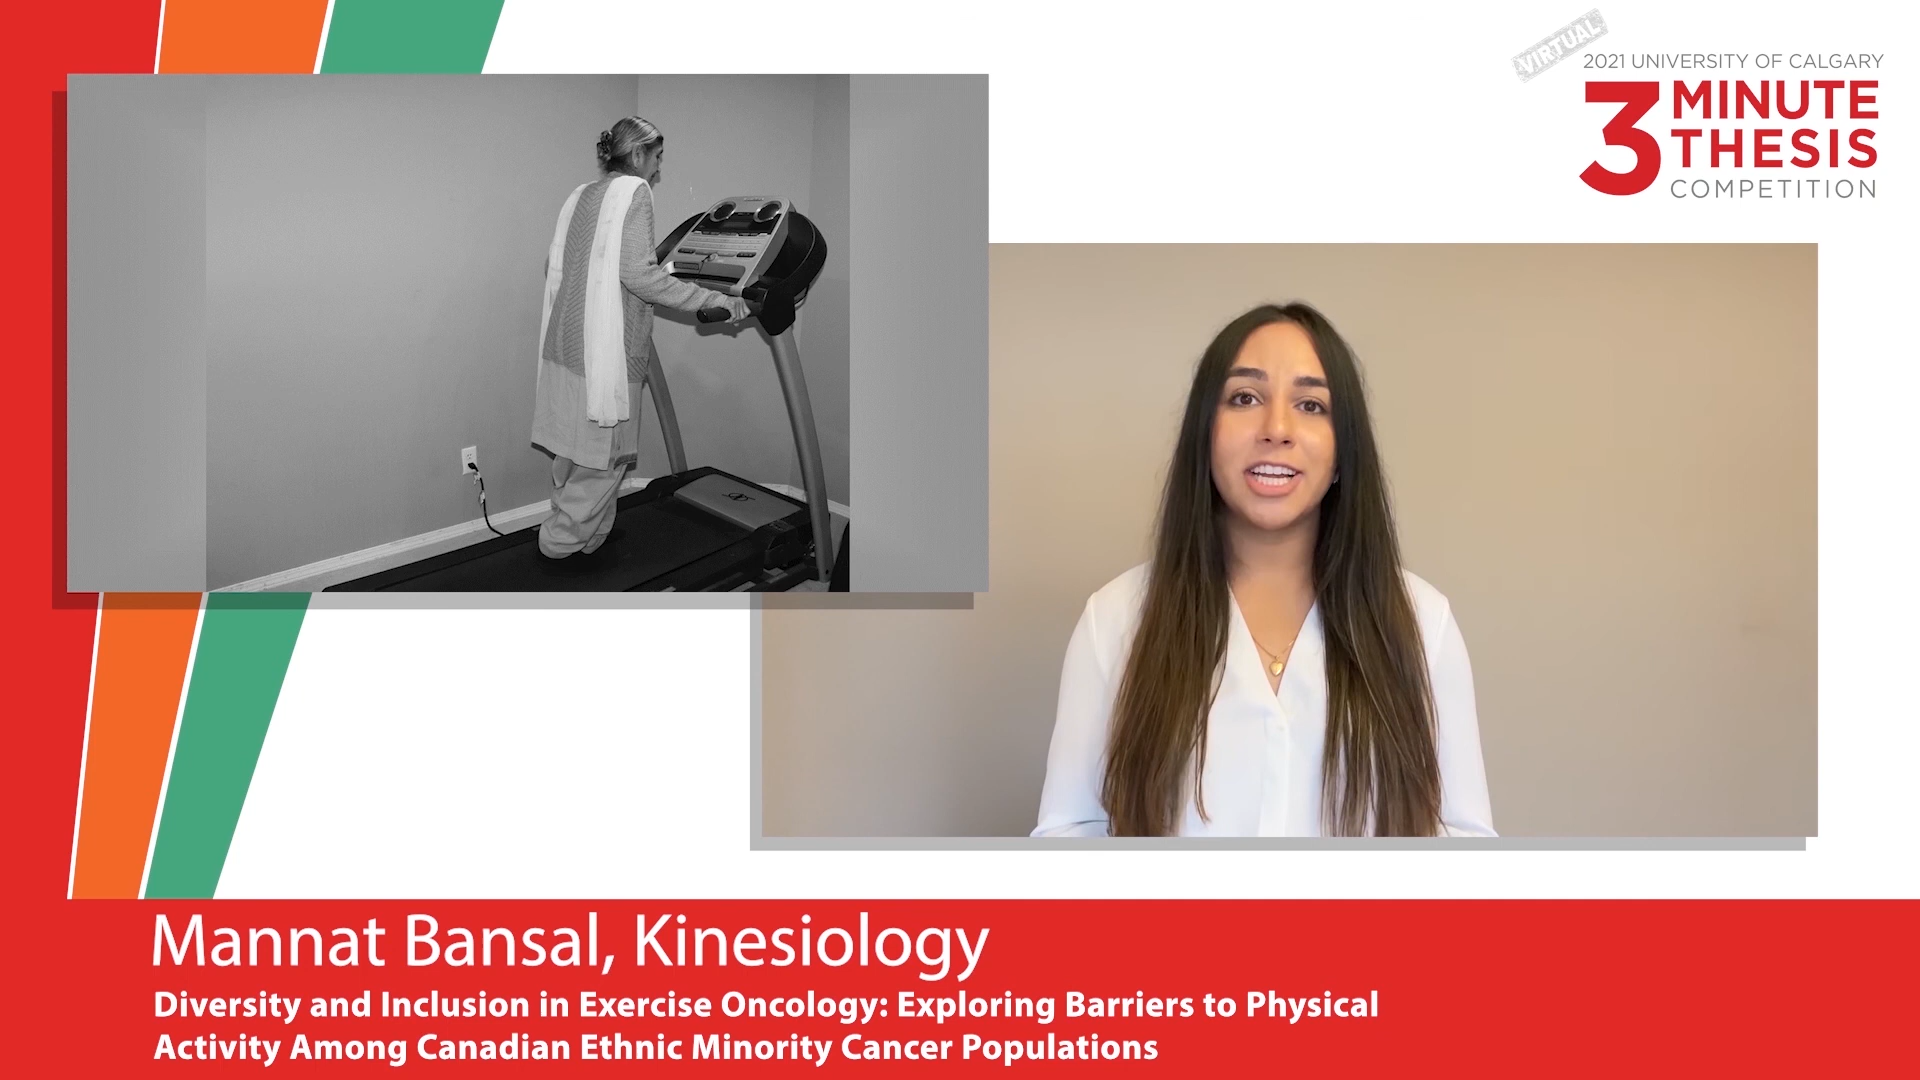 VIRTUAL
2021 UNIVERSITY OF CALGARY
3 MINUTE
THESIS
COMPETITION
Mannat Bansal, Kinesiology
Diversity and Inclusion in Exercise Oncology: Exploring Barriers to Physical
Activity Among Canadian Ethnic Minority Cancer Populations